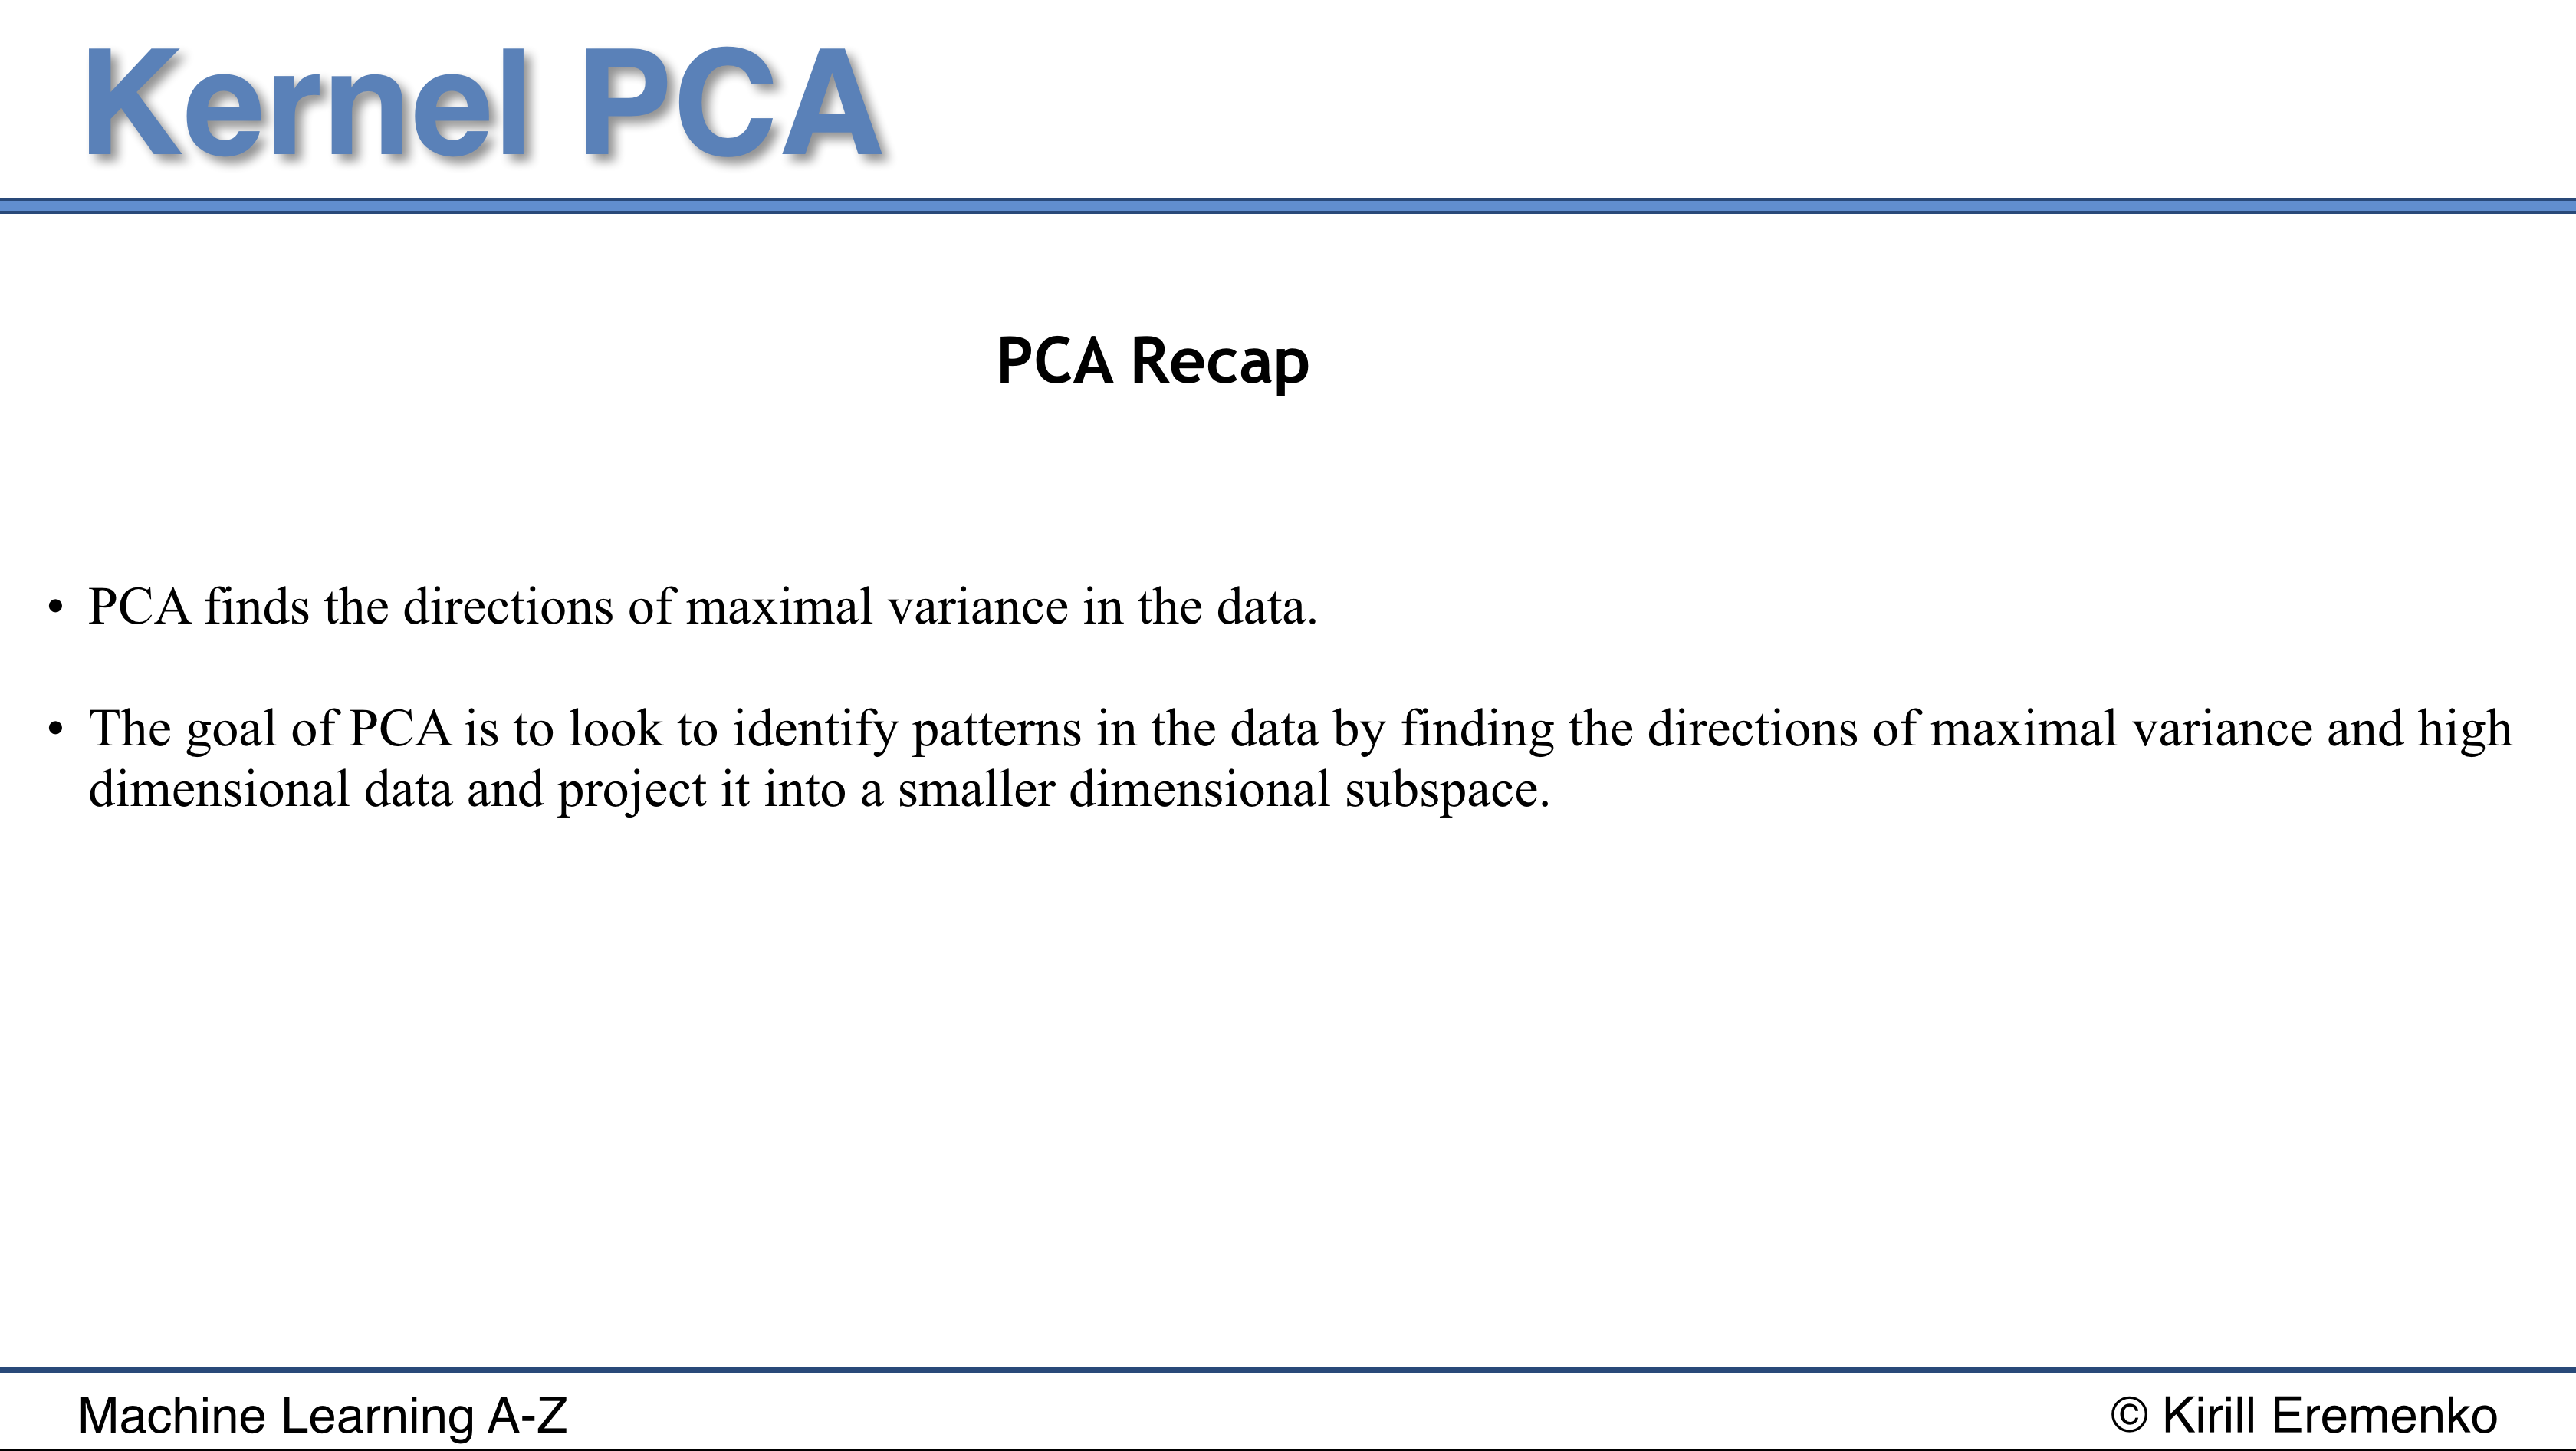 Kernel PCA
PCA Recap
• PCA finds the directions of maximal variance in the data.
• The goal of PCA is to look to identify patterns in the data by finding the directions of maximal variance and high
dimensional data and project it into a smaller dimensional subspace.
Machine Learning A-Z
© Kirill Eremenko